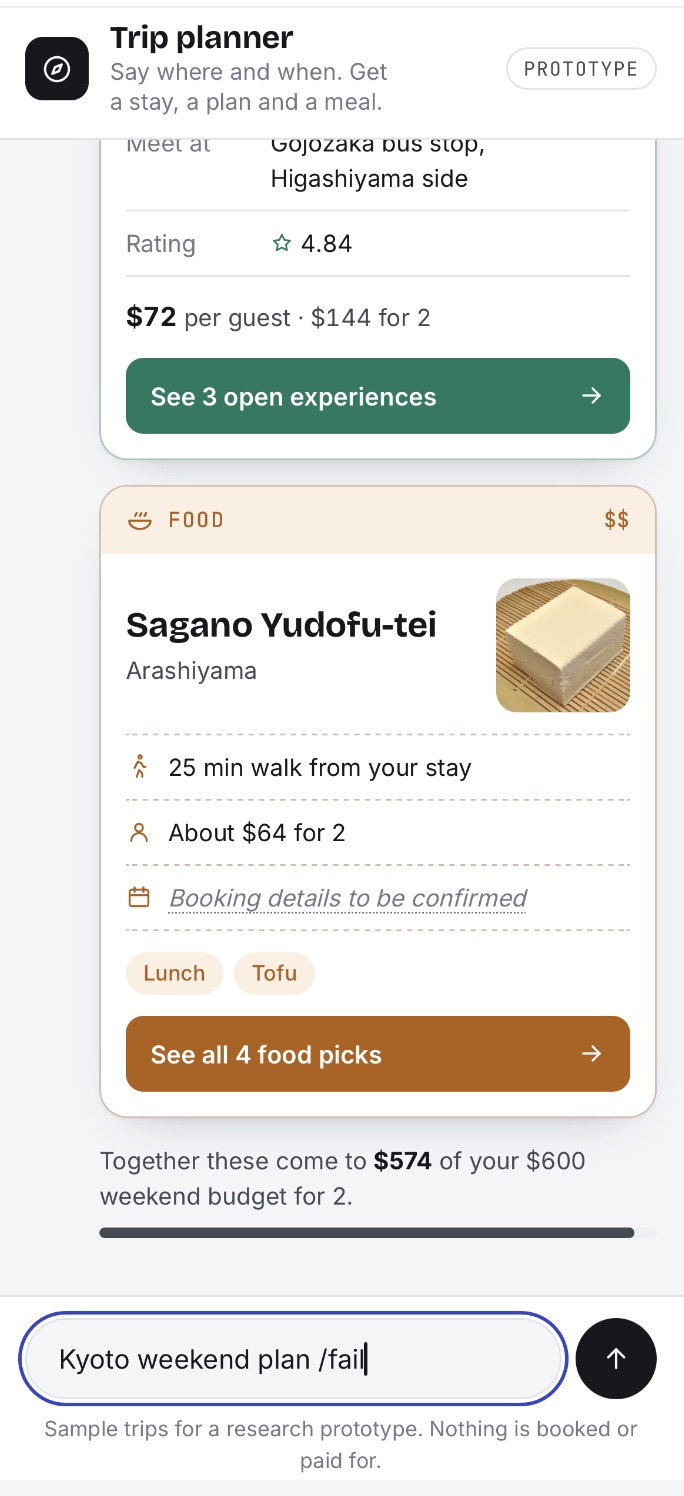 Trip planner
Say where and when. Get
a stay, a plan and a meal.
PROTOTYPE
Meet at
Gojozaka bus stop,
Higashiyama side
Rating
4.84
$72 per guest · $144 for 2
See 3 open experiences
FOOD
$$
Sagano Yudofu-tei
Arashiyama
25 min walk from your stay
About $64 for 2
Booking details to be confirmed
Lunch
Tofu
See all 4 food picks
Together these come to $574 of your $600
weekend budget for 2.
Kyoto weekend plan /fail
Sample trips for a research prototype. Nothing is booked or
paid for.